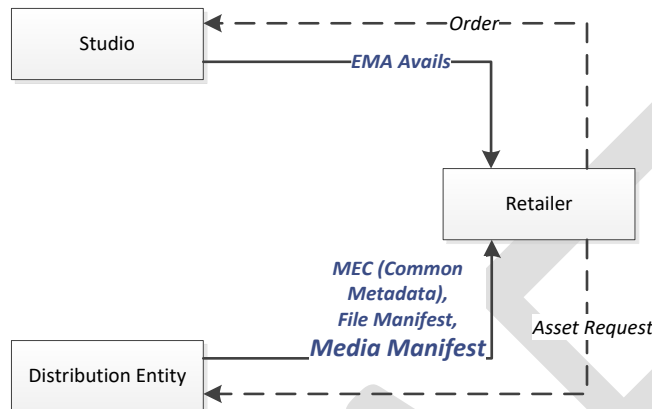 Studio
Order
EMA Avails
Retailer
MEC (Common
Metadata),
File Manifest,
Media Manifest
Asset Request
Distribution Entity